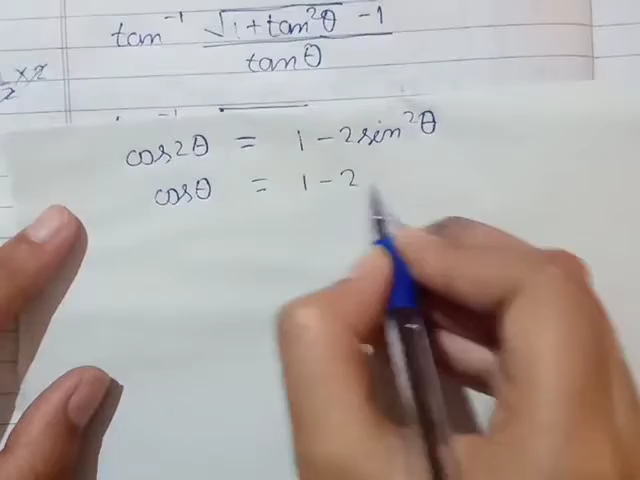 tan⁻¹ (√(1+tan²θ) −1)/(tanθ)
cos2θ = 1 − 2sin²θ
cosθ = 1 − 2